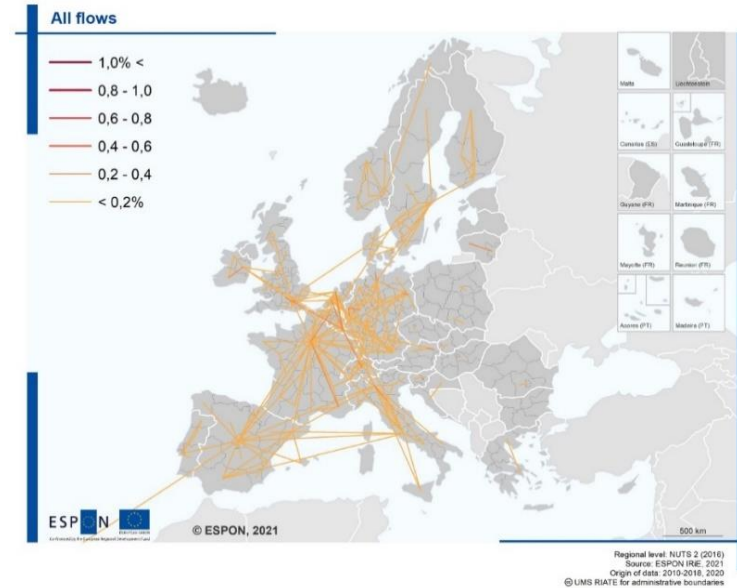 All flows
1,0% <
0,8 - 1,0
0,6 - 0,8
0,4 - 0,6
0,2 - 0,4
< 0,2%
Malta
Liechtenstein
Canarias (ES)
Guadeloupe (FR)
Guyane (FR)
Martinique (FR)
Mayotte (FR)
Reunion (FR)
Acores (PT)
Madeira (PT)
ESPON
© ESPON, 2021
500 km
Regional level: NUTS 2 (2016)
Source: ESPON IRiE, 2021
Origin of data: 2010-2018, 2020
UMS RIATE for administrative boundaries